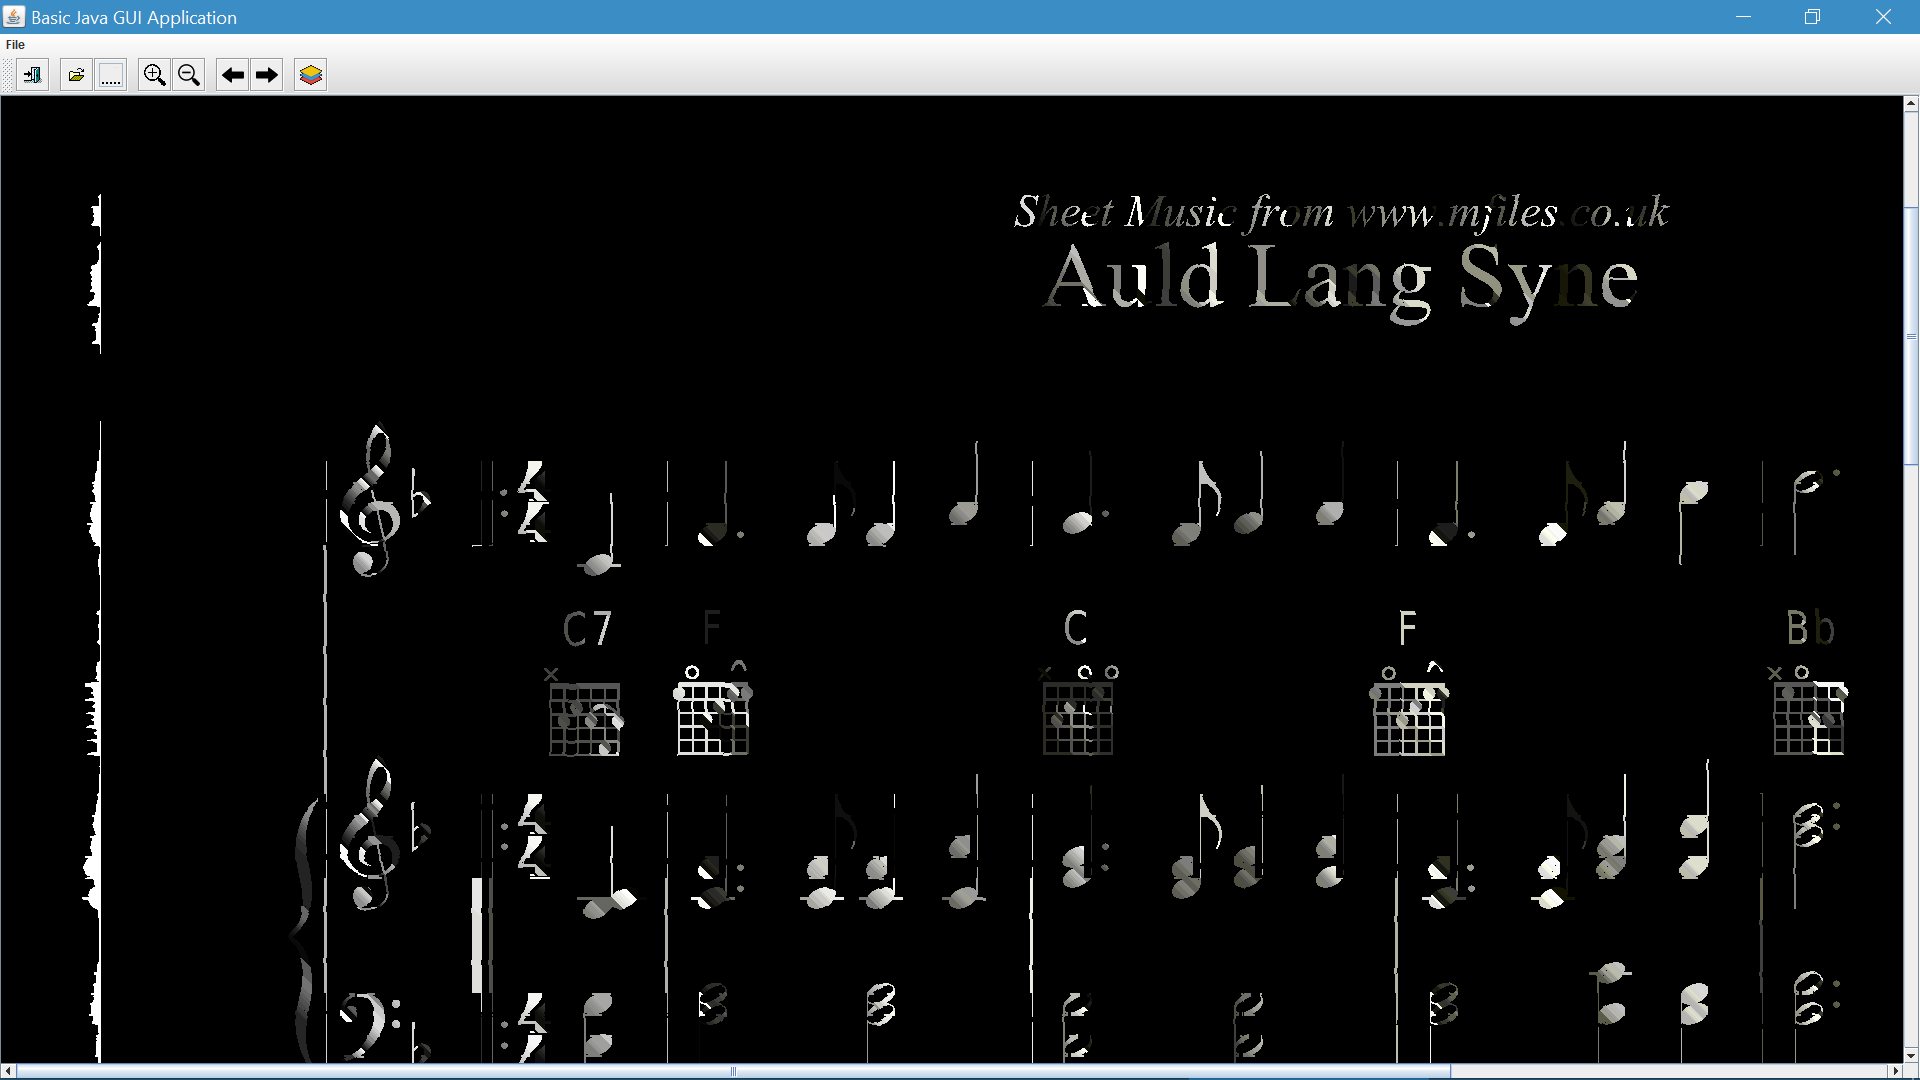 Basic Java GUI Application
File
Sheet Music from www.mfiles.co.uk
Auld Lang Syne
C7 F C F Bb